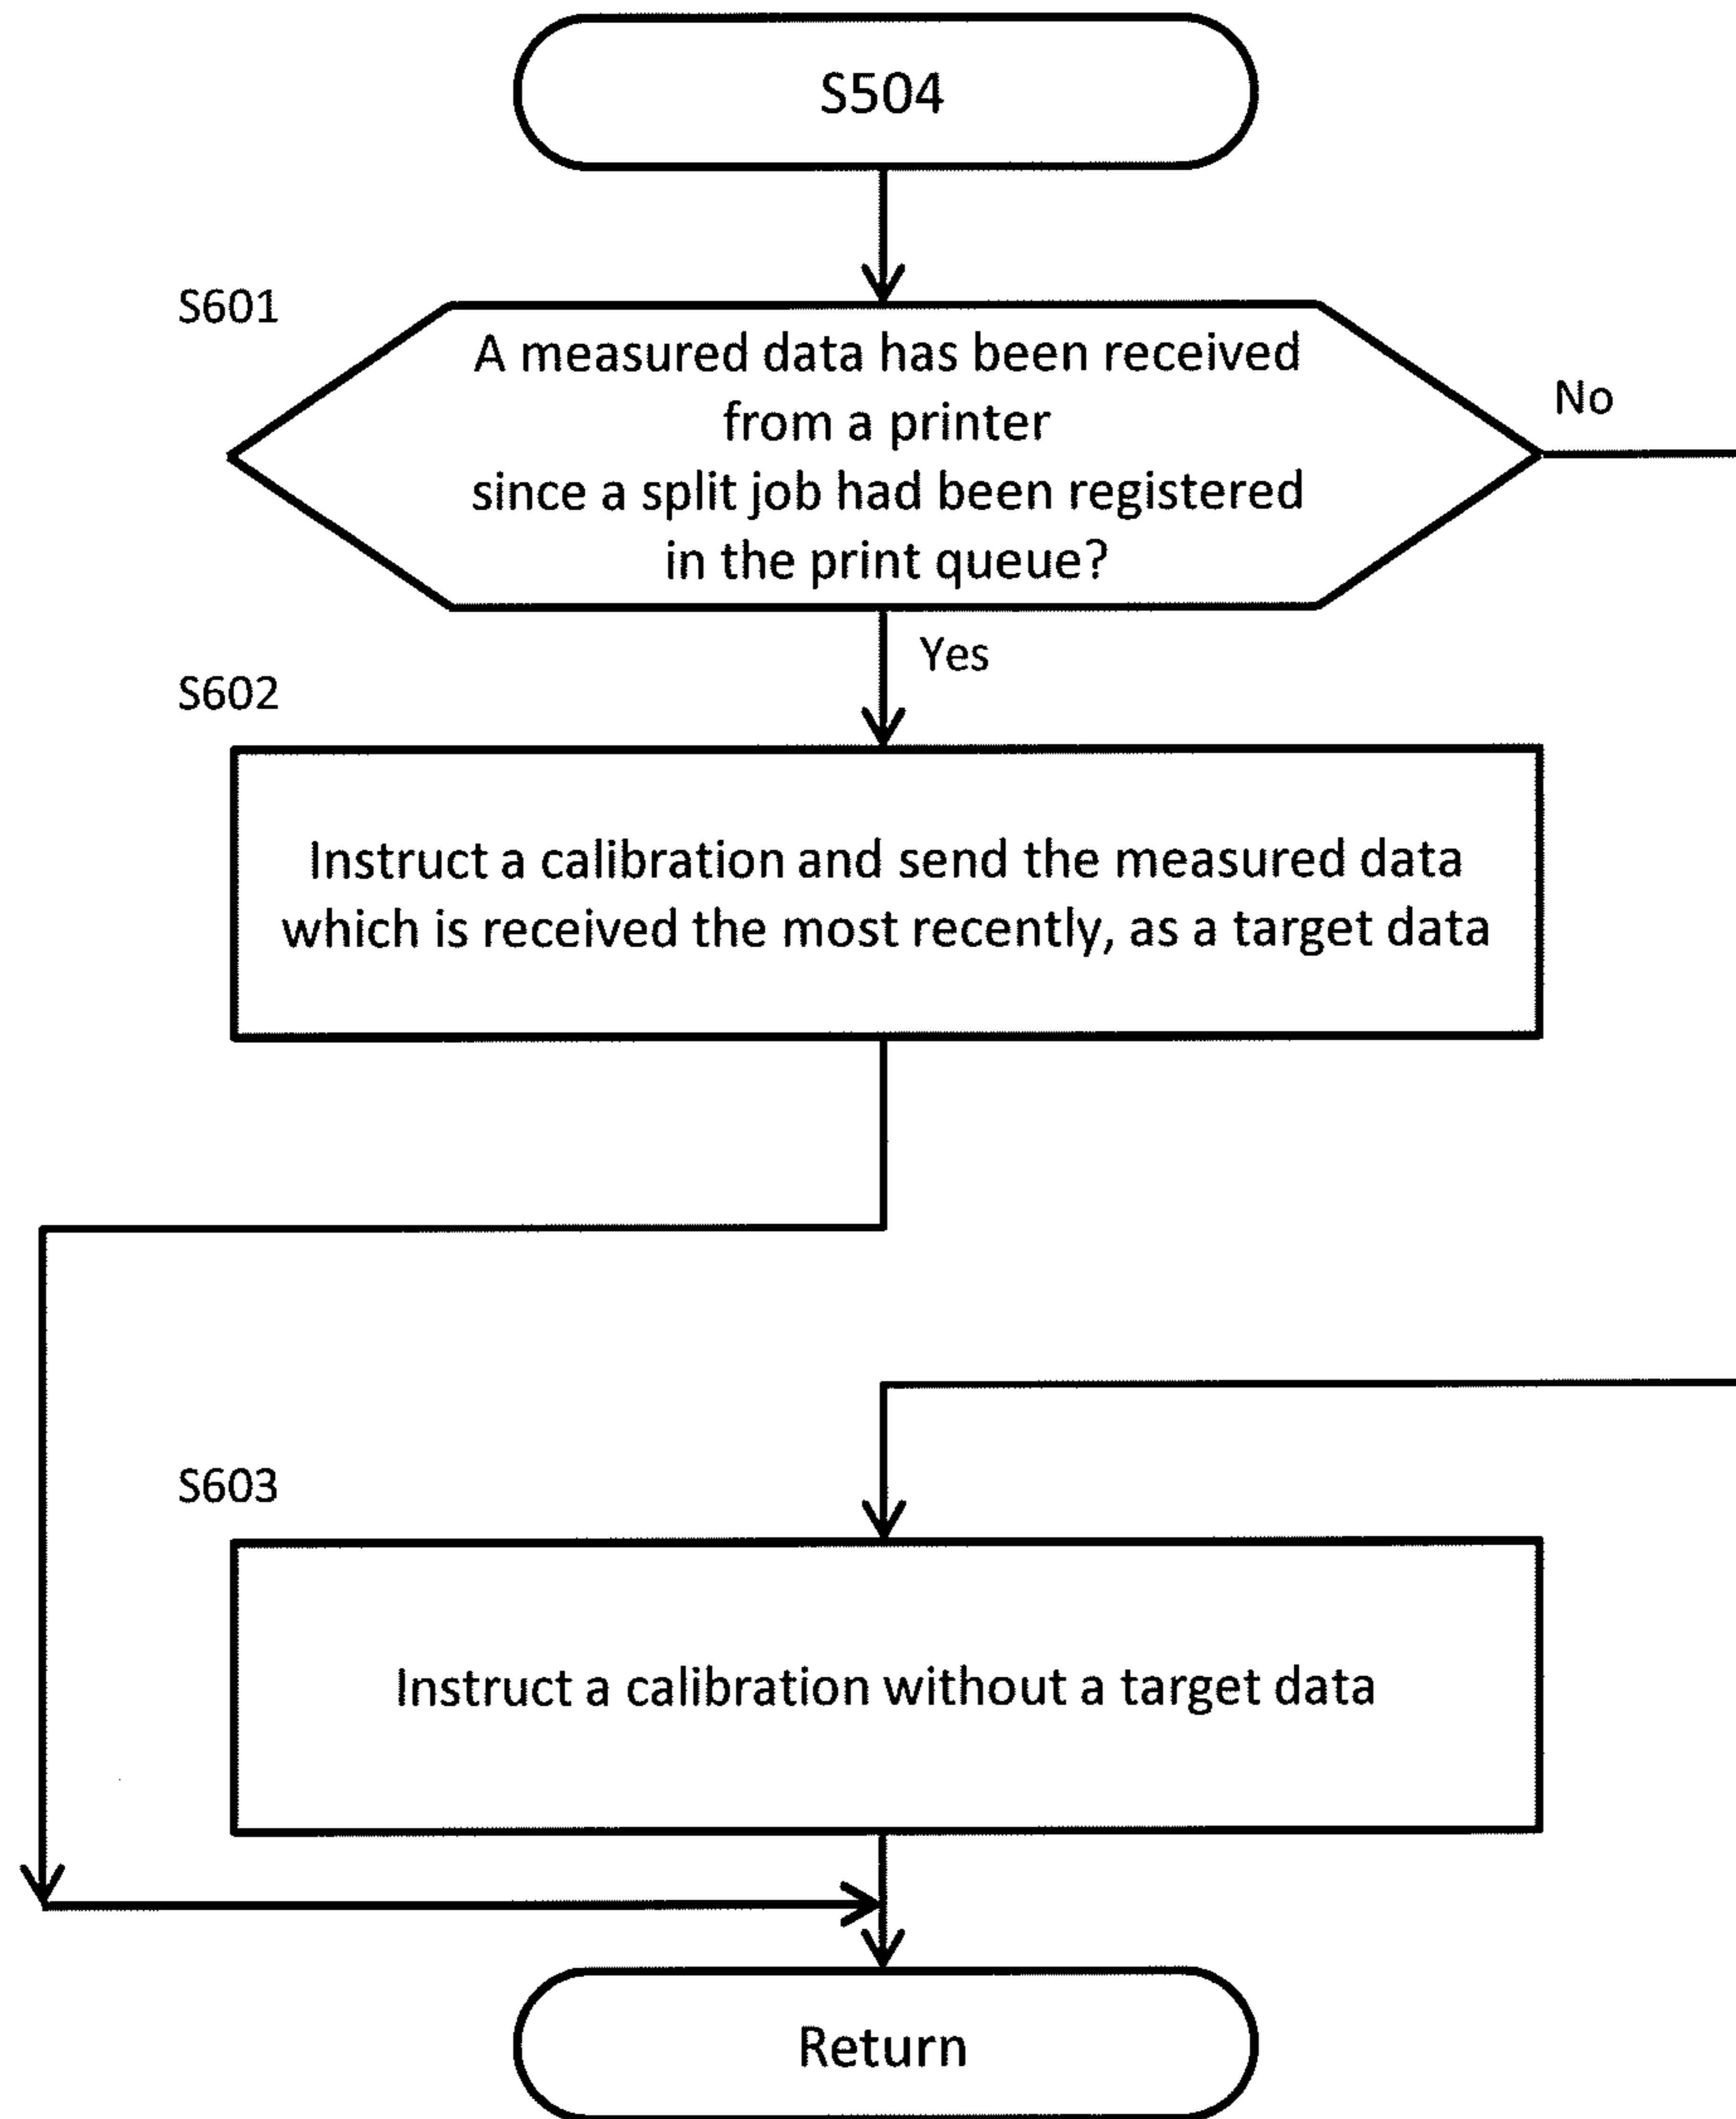 S504
S601
A measured data has been received
from a printer
since a split job had been registered
in the print queue?
No
Yes
S602
Instruct a calibration and send the measured data
which is received the most recently, as a target data
S603
Instruct a calibration without a target data
Return